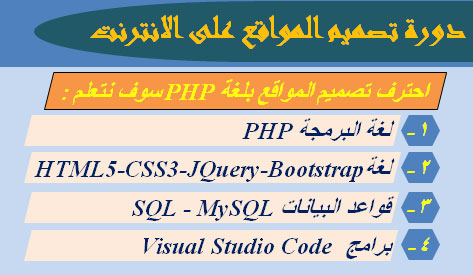 دورة تصميم المواقع على الانترنت
احترف تصميم المواقع بلغة PHP سوف نتعلم :
١ - لغة البرمجة PHP
٢ - لغة HTML5-CSS3-JQuery-Bootstrap
٣ - قواعد البيانات SQL - MySQL
٤ - برامج Visual Studio Code